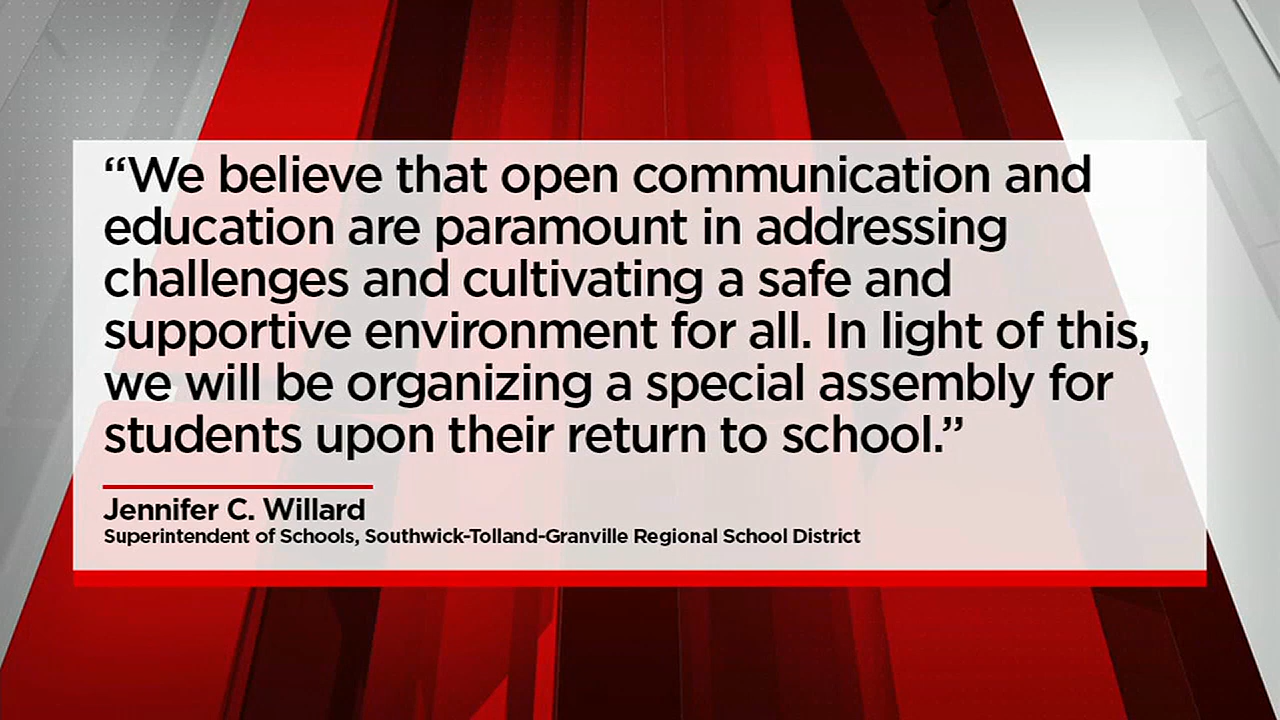 “We believe that open communication and
education are paramount in addressing
challenges and cultivating a safe and
supportive environment for all. In light of this,
we will be organizing a special assembly for
students upon their return to school.”
Jennifer C. Willard
Superintendent of Schools, Southwick-Tolland-Granville Regional School District